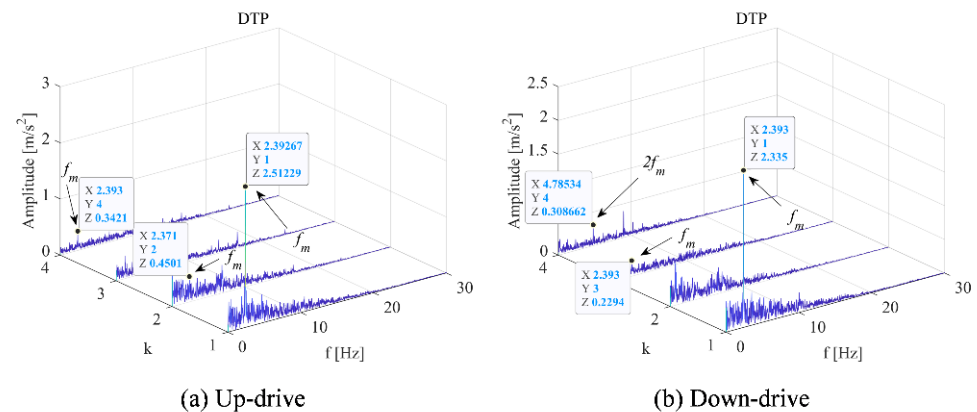 DTP
3
2
1
0
Amplitude [m/s²]
4
3
2
1
k
0
10
20
30
f [Hz]
f_m
X 2.393
Y 4
Z 0.3421
X 2.371
Y 2
Z 0.4501
f_m
X 2.39267
Y 1
Z 2.51229
f_m
(a) Up-drive
DTP
2.5
2
1.5
1
0.5
0
Amplitude [m/s²]
4
3
2
1
k
0
10
20
30
f [Hz]
X 4.78534
Y 4
Z 0.308662
2f_m
X 2.393
Y 3
Z 0.2294
f_m
X 2.393
Y 1
Z 2.335
f_m
(b) Down-drive